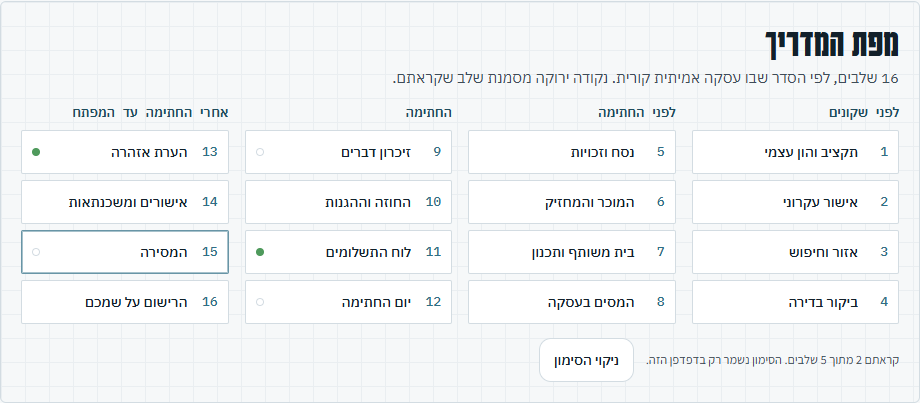 מפת המדריך
16 שלבים, לפי הסדר שבו עסקה אמיתית קורית. נקודה ירוקה מסמנת שלב שקראתם.
לפני שקונים
1 תקציב והון עצמי
2 אישור עקרוני
3 אזור וחיפוש
4 ביקור בדירה
לפני החתימה
5 נסח וזכויות
6 המוכר והמחזיק
7 בית משותף ותכנון
8 המסים בעסקה
החתימה
9 זיכרון דברים
10 החוזה וההגנות
11 לוח התשלומים
12 יום החתימה
אחרי החתימה עד המפתח
13 הערת אזהרה
14 אישורים ומשכנתאות
15 המסירה
16 הרישום על שמכם
קראתם 2 מתוך 5 שלבים. הסימון נשמר רק בדפדפן הזה.
ניקוי הסימון